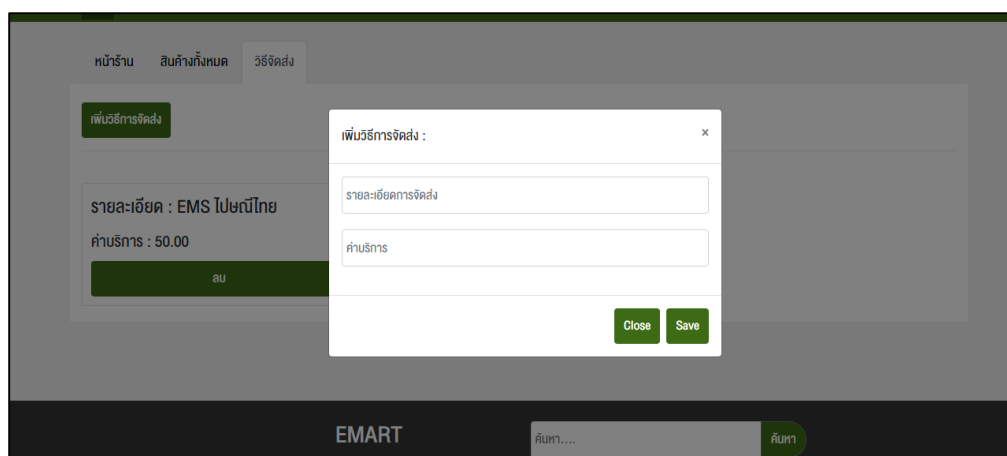 หน้าร้าน สินค้าทั้งหมด วิธีจัดส่ง
เพิ่มวิธีการจัดส่ง
เพิ่มวิธีการจัดส่ง : ×
รายละเอียดการจัดส่ง
รายละเอียด : EMS ไปษณีไทย
ค่าบริการ : 50.00
ค่าบริการ
ลบ
Close Save
EMART ค้นหา.... ค้นหา